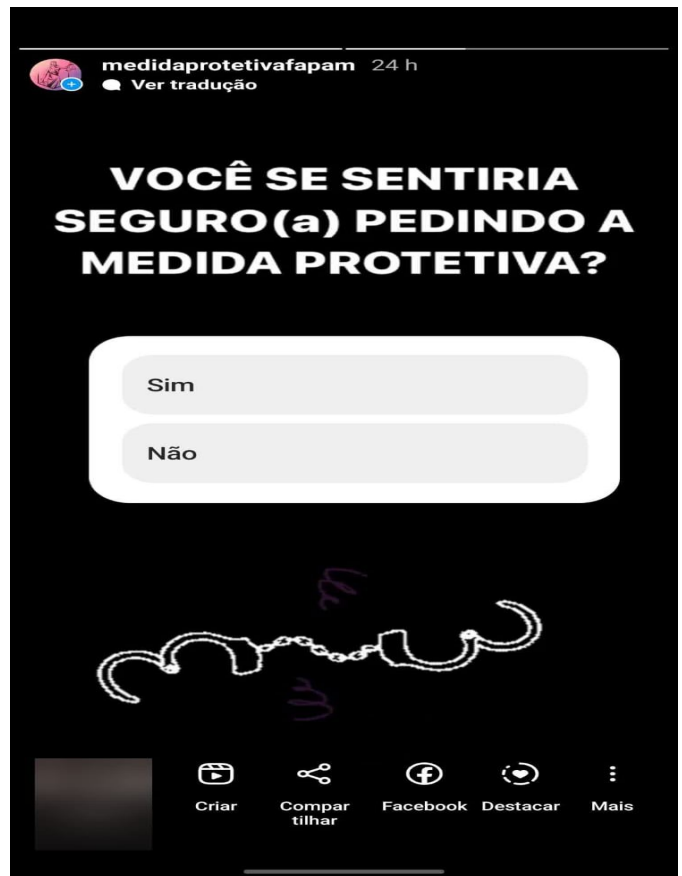 medidaprotetivafapam 24 h
Ver tradução
VOCÊ SE SENTIRIA
SEGURO(a) PEDINDO A
MEDIDA PROTETIVA?
Sim
Não
Criar
Compar
tilhar
Facebook
Destacar
Mais